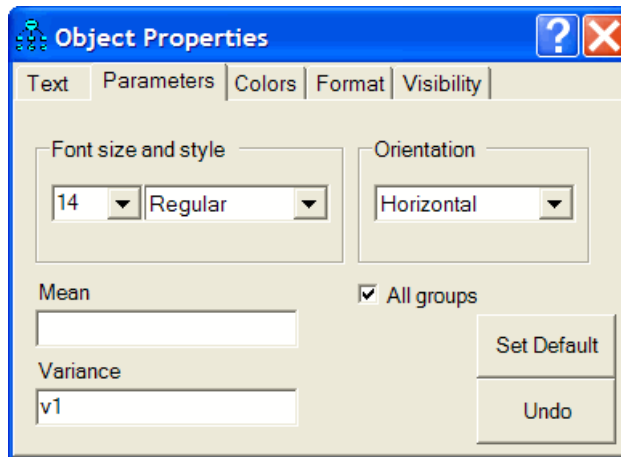 Object Properties
Text Parameters Colors Format Visibility
Font size and style
14 Regular
Orientation
Horizontal
Mean
All groups
Variance
v1
Set Default
Undo